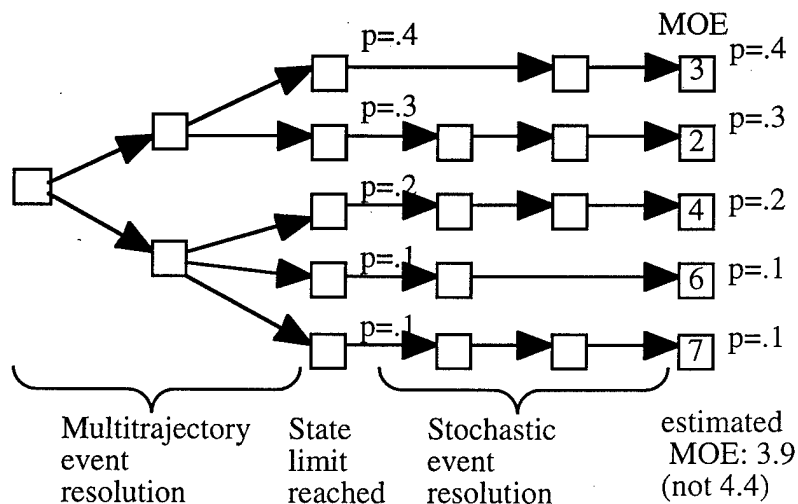 MOE
p=.4
3
p=.4
p=.3
2
p=.3
p=.2
4
p=.2
p=.1
6
p=.1
p=.1
7
p=.1
Multitrajectory
event
resolution
State
limit
reached
Stochastic
event
resolution
estimated
MOE: 3.9
(not 4.4)